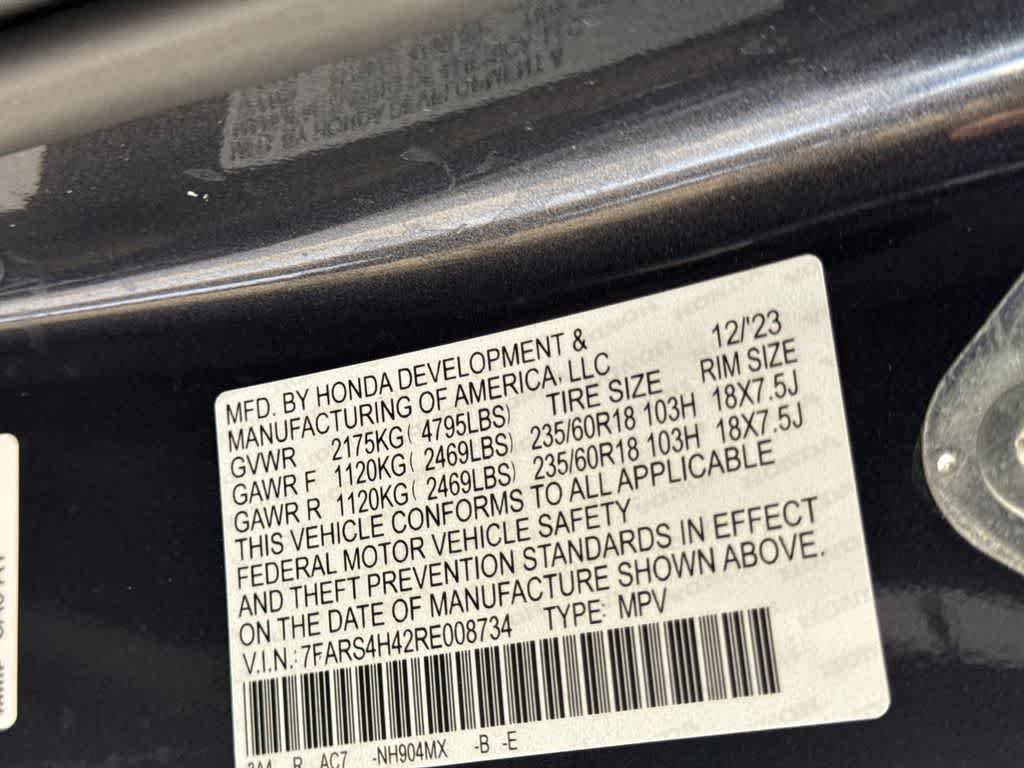 MFD. BY HONDA DEVELOPMENT & 12/'23
MANUFACTURING OF AMERICA, LLC
GVWR 2175KG( 4795LBS) TIRE SIZE RIM SIZE
GAWR F 1120KG( 2469LBS) 235/60R18 103H 18X7.5J
GAWR R 1120KG( 2469LBS) 235/60R18 103H 18X7.5J
THIS VEHICLE CONFORMS TO ALL APPLICABLE
FEDERAL MOTOR VEHICLE SAFETY
AND THEFT PREVENTION STANDARDS IN EFFECT
ON THE DATE OF MANUFACTURE SHOWN ABOVE.
V.I.N.:7FARS4H42RE008734 TYPE: MPV
R AC7 -NH904MX -B -E